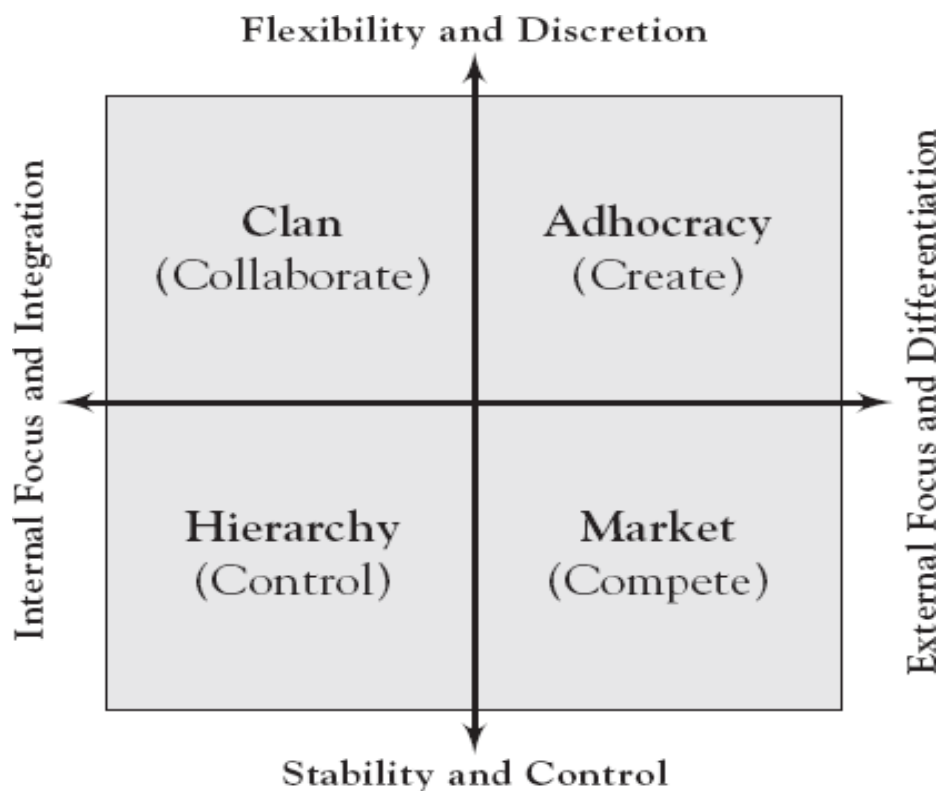 Flexibility and Discretion
Internal Focus and Integration
External Focus and Differentiation
Clan
(Collaborate)
Adhocracy
(Create)
Hierarchy
(Control)
Market
(Compete)
Stability and Control